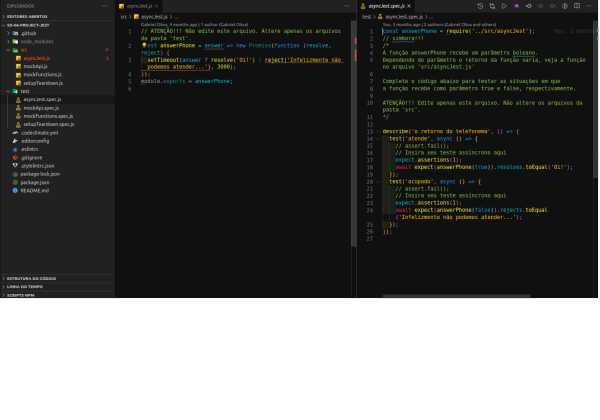 EXPLORADOR
EDITORES ABERTOS
SD-08-PROJECT-JEST
.github
node_modules
src
asyncJest.js
mockApi.js
mockFunctions.js
setupTeardown.js
test
asyncJest.spec.js
mockApi.spec.js
mockFunctions.spec.js
setupTeardown.spec.js
.codeclimate.yml
.editorconfig
.eslintrc
.gitignore
.stylelintrc.json
package-lock.json
package.json
README.md
ESTRUTURA DO CÓDIGO
LINHA DO TEMPO
SCRIPTS NPM
asyncJest.js 3
src > asyncJest.js > ...
Gabriel Oliva, 4 months ago | 1 author (Gabriel Oliva)
1 // ATENÇÃO!!! Não edite este arquivo. Altere apenas os arquivos
da pasta 'test'.
2 const answerPhone = answer => new Promise(function (resolve,
reject) {
3 setTimeout(answer ? resolve('Oi!') : reject('Infelizmente não
podemos atender...'), 3000);
4 });
5 module.exports = answerPhone;
6
asyncJest.spec.js
test > asyncJest.spec.js > ...
You, 3 months ago | 2 authors (Gabriel Oliva and others)
1 const answerPhone = require('../src/asyncJest'); You, 3 months
2 // simbora!!!
3 /*
4 A função answerPhone recebe um parâmetro boleano.
5 Dependendo do parâmetro o retorno da função varia, veja a função
no arquivo 'src/asyncJest.js'
6
7 Complete o código abaixo para testar as situações em que
8 a função recebe como parâmetro true e false, respectivamente.
9
10 ATENÇÃO!!! Edite apenas este arquivo. Não altere os arquivos da
pasta 'src'.
11 */
12
13 describe('o retorno do telefonema', () => {
14 test('atende', async () => {
15 // assert.fail();
16 // Insira seu teste assíncrono aqui
17 expect.assertions(1);
18 await expect(answerPhone(true)).resolves.toEqual('Oi!');
19 });
20 test('ocupado', async () => {
21 // assert.fail();
22 // Insira seu teste assíncrono aqui
23 expect.assertions(1);
24 await expect(answerPhone(false)).rejects.toEqual
('Infelizmente não podemos atender...');
25 });
26 });
27